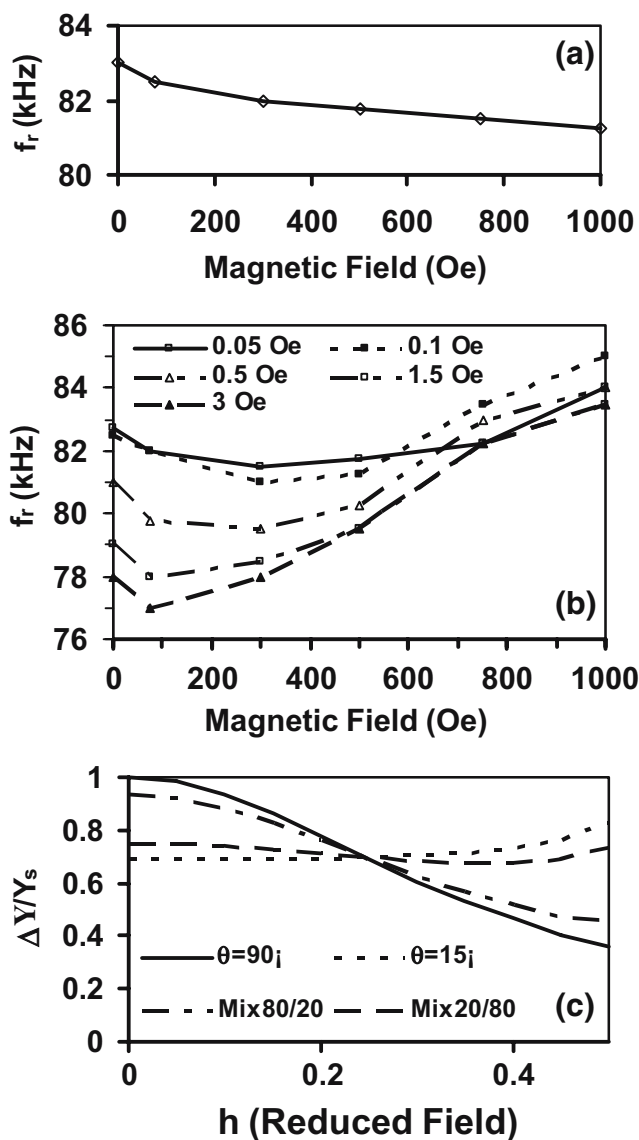 84
82
80
fr (kHz)
(a)
0 200 400 600 800 1000
Magnetic Field (Oe)
86
84
82
80
78
76
fr (kHz)
0.05 Oe 0.1 Oe
0.5 Oe 1.5 Oe
3 Oe
(b)
0 200 400 600 800 1000
Magnetic Field (Oe)
1
0.8
0.6
0.4
0.2
0
ΔY/Ys
θ=90¡ θ=15¡
Mix80/20 Mix20/80
(c)
0 0.2 0.4
h (Reduced Field)